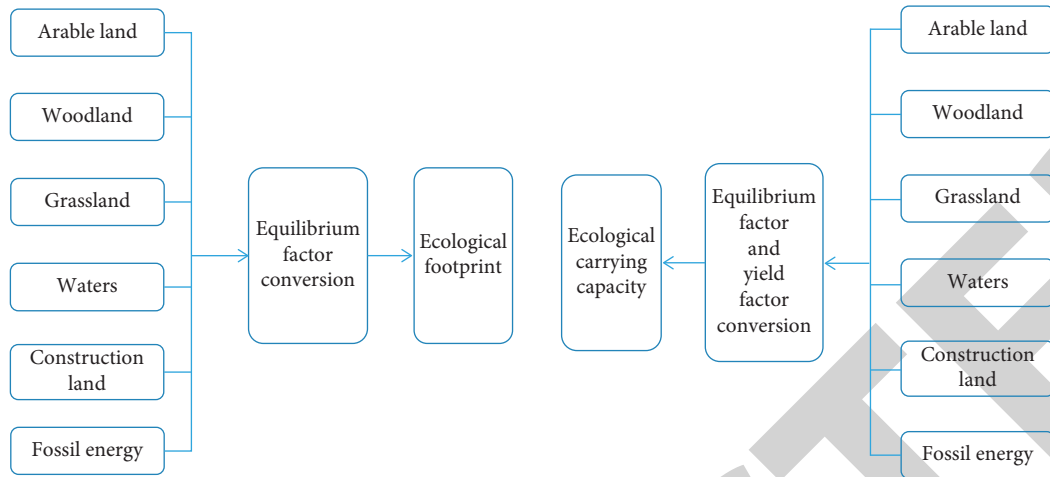 Arable land
Woodland
Grassland
Waters
Construction
land
Fossil energy
Equilibrium
factor
conversion
Ecological
footprint
Ecological
carrying
capacity
Equilibrium
factor
and
yield
factor
conversion
Arable land
Woodland
Grassland
Waters
Construction
land
Fossil energy